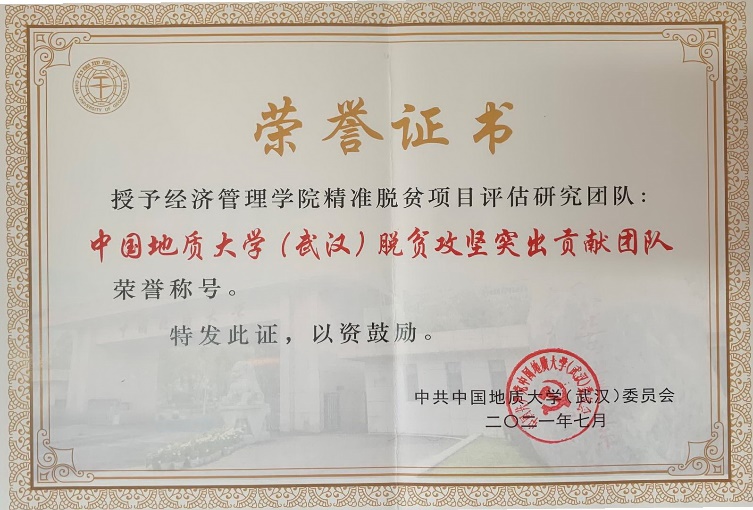 荣誉证书
授予经济管理学院精准脱贫项目评估研究团队:
中国地质大学(武汉)脱贫攻坚突出贡献团队
荣誉称号。
特发此证，以资鼓励。
中共中国地质大学(武汉)委员会
二〇二一年七月